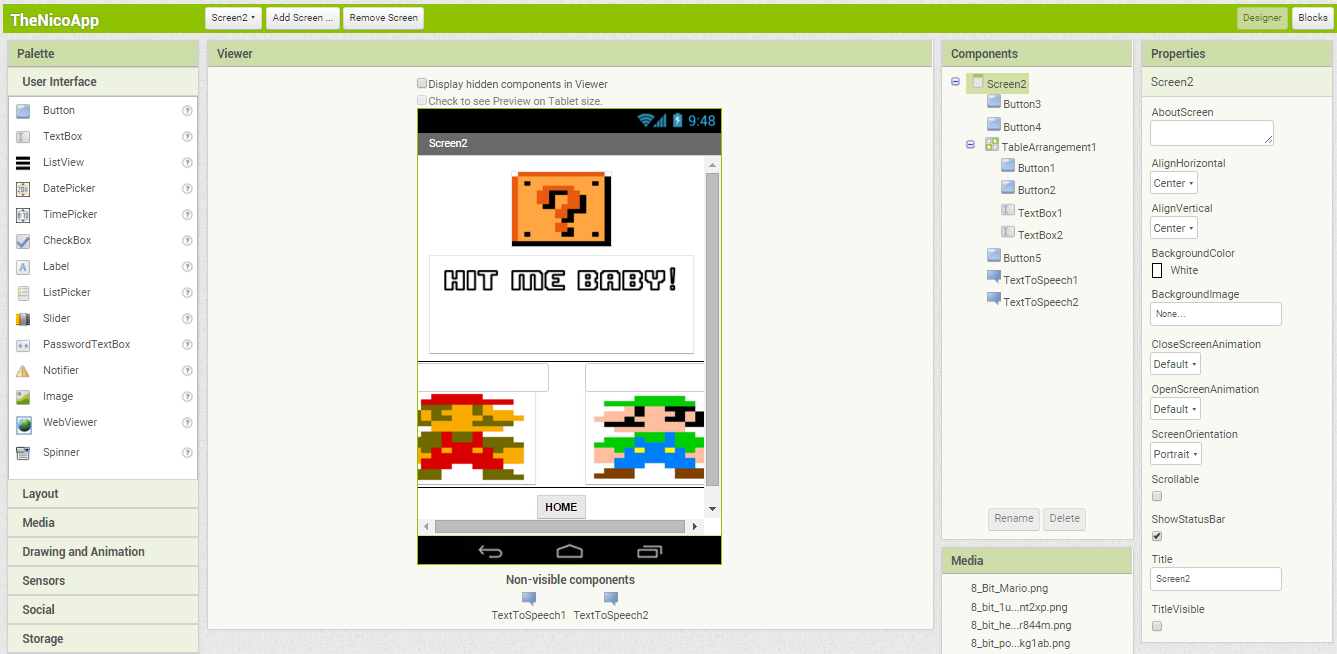 TheNicoApp
Screen2
Add Screen ...
Remove Screen
Designer
Blocks
Palette
User Interface
Button
TextBox
ListView
DatePicker
TimePicker
CheckBox
Label
ListPicker
Slider
PasswordTextBox
Notifier
Image
WebViewer
Spinner
Layout
Media
Drawing and Animation
Sensors
Social
Storage
Viewer
Display hidden components in Viewer
Check to see Preview on Tablet size.
9:48
Screen2
HIT ME BABY!
HOME
Non-visible components
TextToSpeech1 TextToSpeech2
Components
Screen2
Button3
Button4
TableArrangement1
Button1
Button2
TextBox1
TextBox2
Button5
TextToSpeech1
TextToSpeech2
Rename
Delete
Media
8_Bit_Mario.png
8_bit_1u...nt2xp.png
8_bit_he...r844m.png
8_bit_po...kg1ab.png
Properties
Screen2
AboutScreen
AlignHorizontal
Center
AlignVertical
Center
BackgroundColor
White
BackgroundImage
None...
CloseScreenAnimation
Default
OpenScreenAnimation
Default
ScreenOrientation
Portrait
Scrollable
ShowStatusBar
Title
Screen2
TitleVisible